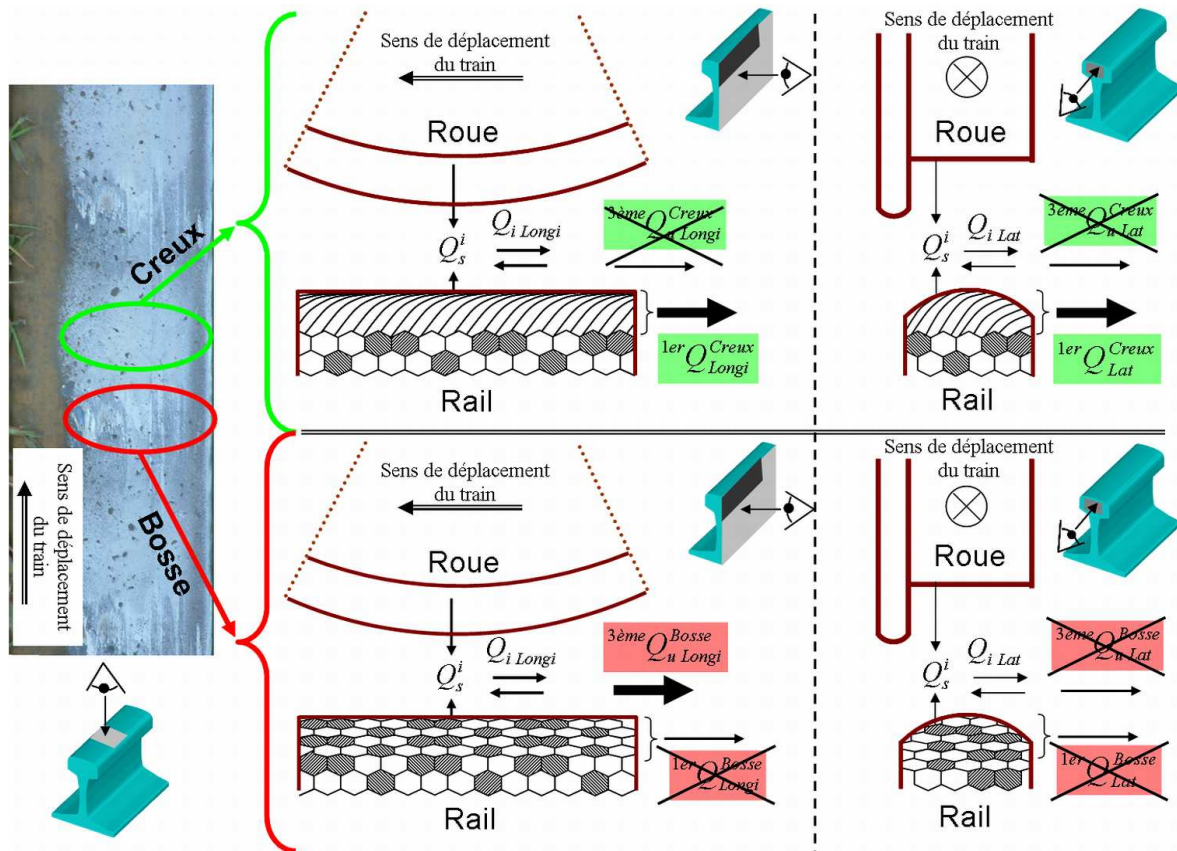 Creux
Bosse
Sens de déplacement
du train
Sens de déplacement
du train
Roue
Q_s^i
Q_{i Longi}
3ème Q_{u Longi}^{Creux}
1er Q_{Longi}^{Creux}
Rail
Sens de déplacement
du train
Roue
Q_s^i
Q_{i Lat}
3ème Q_{u Lat}^{Creux}
1er Q_{Lat}^{Creux}
Rail
Sens de déplacement
du train
Roue
Q_s^i
Q_{i Longi}
3ème Q_{u Longi}^{Bosse}
1er Q_{Longi}^{Bosse}
Rail
Sens de déplacement
du train
Roue
Q_s^i
Q_{i Lat}
3ème Q_{u Lat}^{Bosse}
1er Q_{Lat}^{Bosse}
Rail